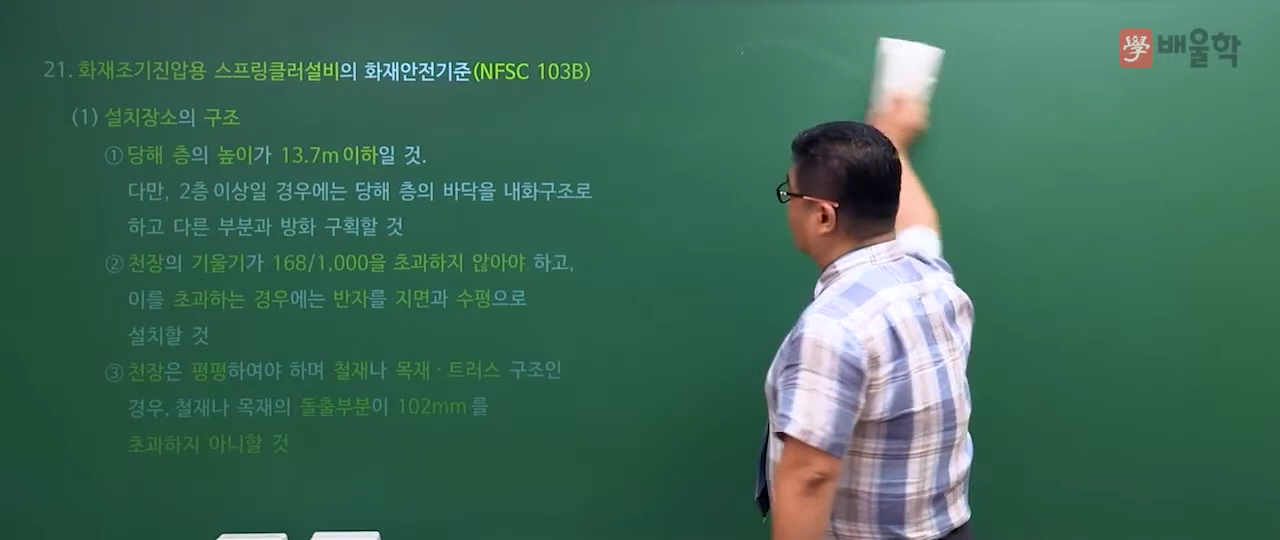 學 배울학
21. 화재조기진압용 스프링클러설비의 화재안전기준(NFSC 103B)
(1) 설치장소의 구조
① 당해 층의 높이가 13.7m 이하일 것.
다만, 2층 이상일 경우에는 당해 층의 바닥을 내화구조로
하고 다른 부분과 방화 구획할 것
② 천장의 기울기가 168/1,000을 초과하지 않아야 하고,
이를 초과하는 경우에는 반자를 지면과 수평으로
설치할 것
③ 천장은 평평하여야 하며 철재나 목재 · 트러스 구조인
경우, 철재나 목재의 돌출부분이 102mm 를
초과하지 아니할 것